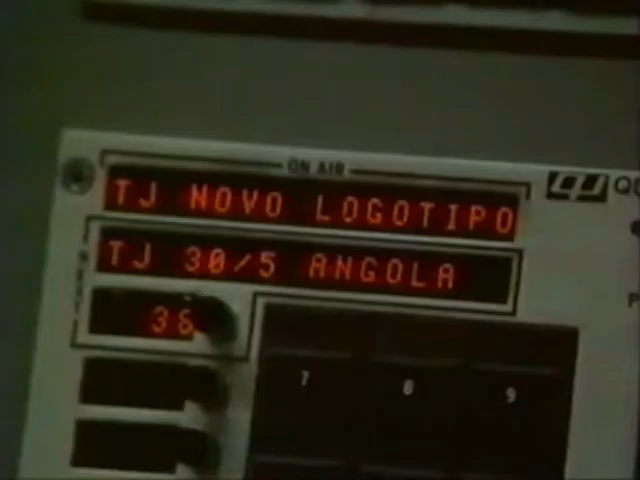 ON AIR
TJ NOVO LOGOTIPO
TJ 30/5 ANGOLA
36
7 8 9